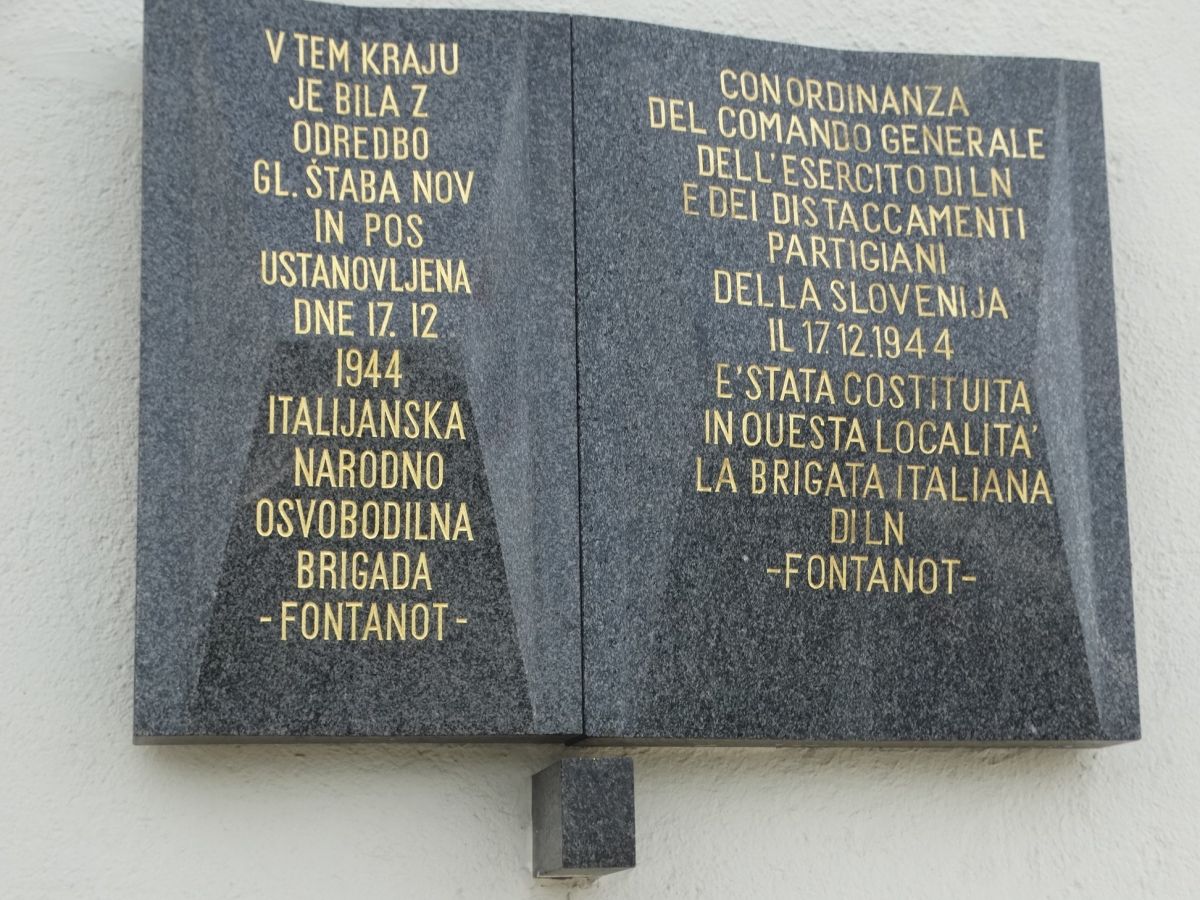 V TEM KRAJU
JE BILA Z
ODREDBO
GL. ŠTABA NOV
IN POS
USTANOVLJENA
DNE 17. 12
1944
ITALIJANSKA
NARODNO
OSVOBODILNA
BRIGADA
-FONTANOT-
CON ORDINANZA
DEL COMANDO GENERALE
DELL'ESERCITO DI LN
E DEI DISTACCAMENTI
PARTIGIANI
DELLA SLOVENIJA
IL 17.12.1944
E'STATA COSTITUITA
IN OUESTA LOCALITA'
LA BRIGATA ITALIANA
DI LN
-FONTANOT-